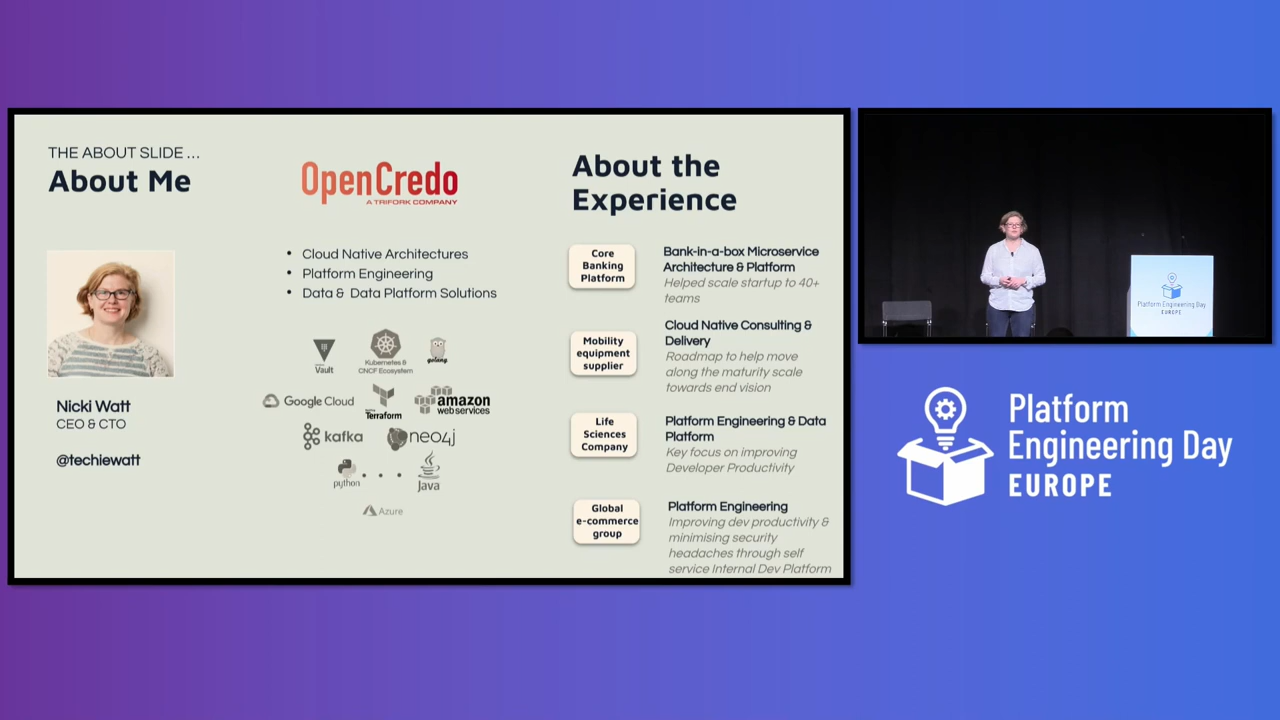 THE ABOUT SLIDE ...
About Me
Nicki Watt
CEO & CTO
@techiewatt
OpenCredo
A TRIFORK COMPANY
• Cloud Native Architectures
• Platform Engineering
• Data & Data Platform Solutions
Vault
Kubernetes &
CNCF Ecosystem
golang
Google Cloud
Terraform
amazon
web services
kafka
neo4j
python
Java
Azure
About the
Experience
Core
Banking
Platform
Bank-in-a-box Microservice
Architecture & Platform
Helped scale startup to 40+
teams
Mobility
equipment
supplier
Cloud Native Consulting &
Delivery
Roadmap to help move
along the maturity scale
towards end vision
Life
Sciences
Company
Platform Engineering & Data
Platform
Key focus on improving
Developer Productivity
Global
e-commerce
group
Platform Engineering
Improving dev productivity &
minimising security
headaches through self
service Internal Dev Platform
Platform Engineering Day
EUROPE
Platform
Engineering Day
EUROPE